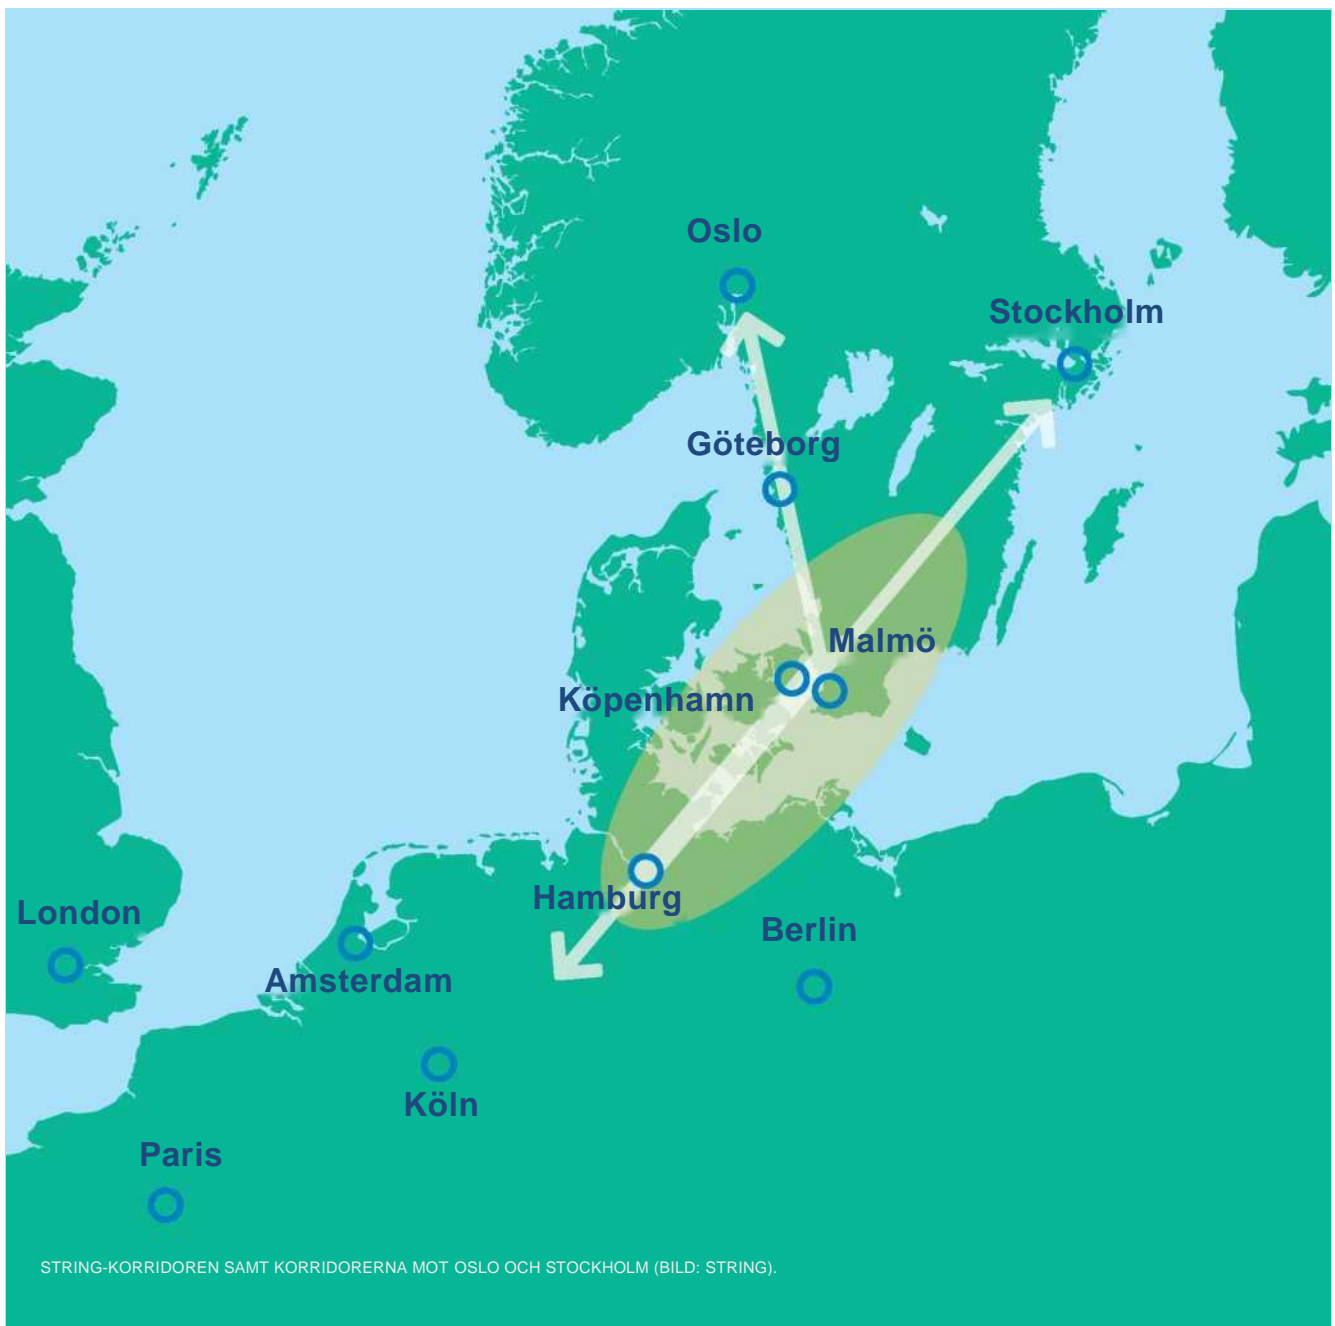 Oslo
Stockholm
Göteborg
Malmö
Köpenhamn
Hamburg
London
Berlin
Amsterdam
Köln
Paris
STRING-KORRIDOREN SAMT KORRIDORERNA MOT OSLO OCH STOCKHOLM (BILD: STRING).